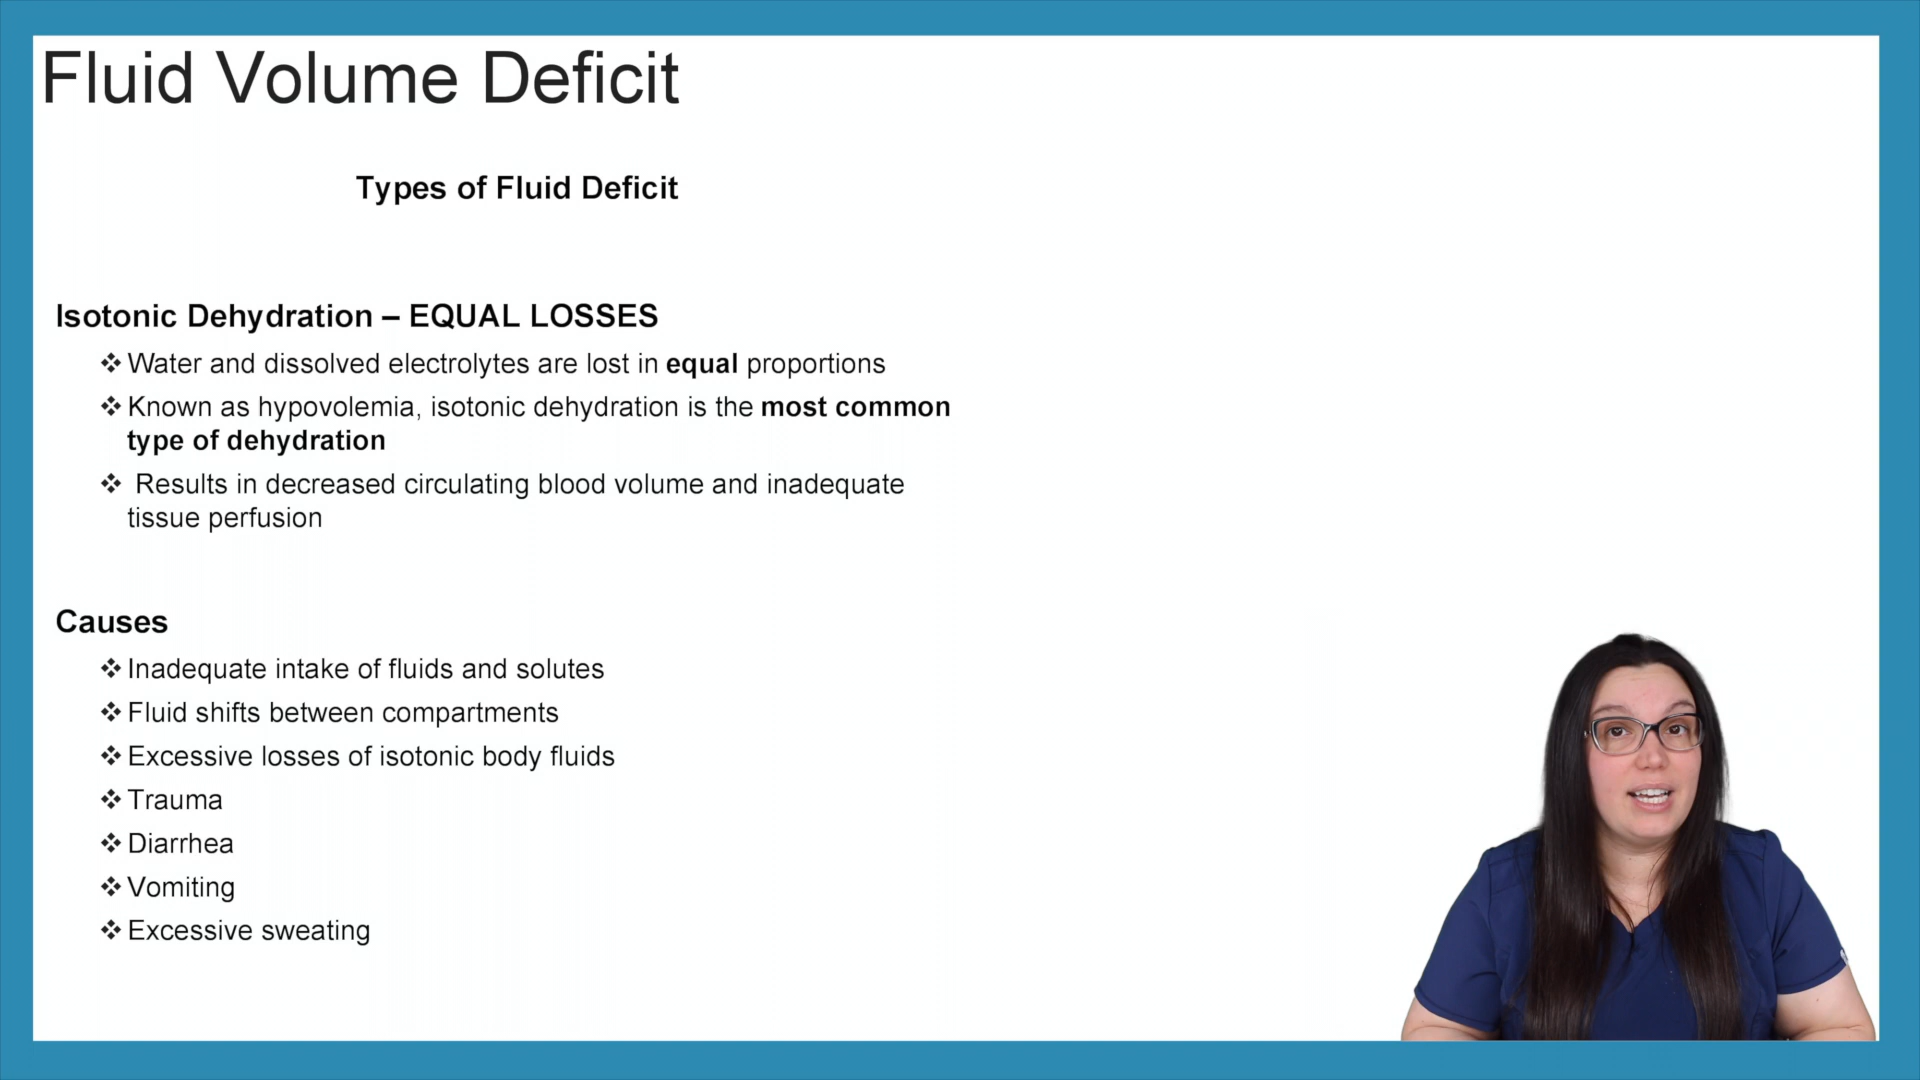 Fluid Volume Deficit
Types of Fluid Deficit
Isotonic Dehydration – EQUAL LOSSES
❖ Water and dissolved electrolytes are lost in equal proportions
❖ Known as hypovolemia, isotonic dehydration is the most common
type of dehydration
❖ Results in decreased circulating blood volume and inadequate
tissue perfusion
Causes
❖ Inadequate intake of fluids and solutes
❖ Fluid shifts between compartments
❖ Excessive losses of isotonic body fluids
❖ Trauma
❖ Diarrhea
❖ Vomiting
❖ Excessive sweating